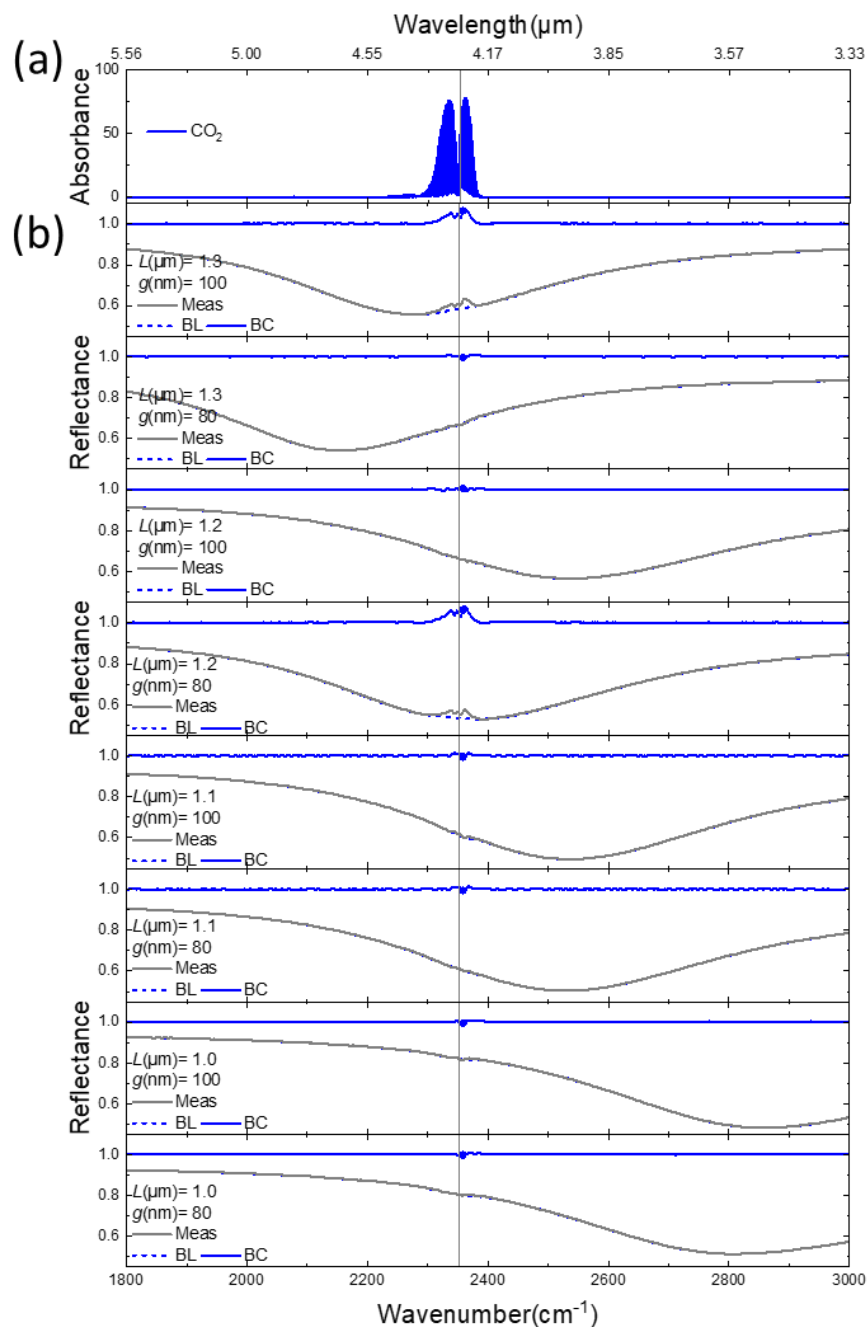 Wavelength(µm)
5.56 5.00 4.55 4.17 3.85 3.57 3.33
(a)
Absorbance
100
50
0
CO2
(b)
1.0
0.8
0.6
L(µm)= 1.3
g(nm)= 100
Meas
BL BC
Reflectance
1.0
0.8
0.6
L(µm)= 1.3
g(nm)= 80
Meas
BL BC
1.0
0.8
0.6
L(µm)= 1.2
g(nm)= 100
Meas
BL BC
Reflectance
1.0
0.8
0.6
L(µm)= 1.2
g(nm)= 80
Meas
BL BC
1.0
0.8
0.6
L(µm)= 1.1
g(nm)= 100
Meas
BL BC
1.0
0.8
0.6
L(µm)= 1.1
g(nm)= 80
Meas
BL BC
Reflectance
1.0
0.8
0.6
L(µm)= 1.0
g(nm)= 100
Meas
BL BC
1.0
0.8
0.6
L(µm)= 1.0
g(nm)= 80
Meas
BL BC
1800 2000 2200 2400 2600 2800 3000
Wavenumber(cm-1)